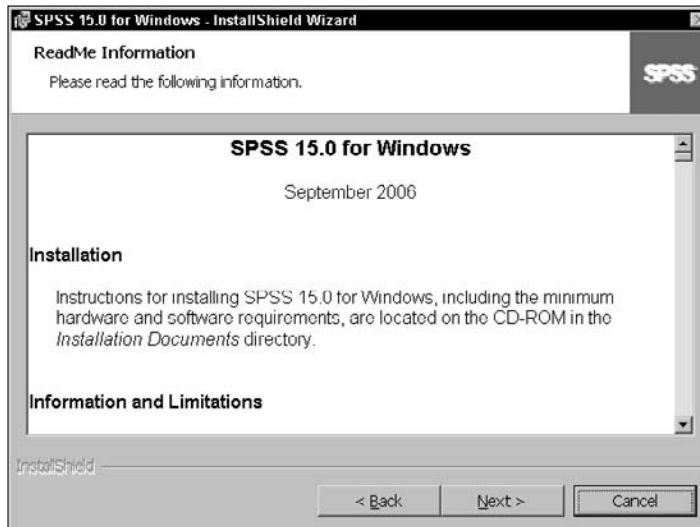 SPSS 15.0 for Windows - InstallShield Wizard
ReadMe Information
Please read the following information.
SPSS
SPSS 15.0 for Windows
September 2006
Installation
Instructions for installing SPSS 15.0 for Windows, including the minimum
hardware and software requirements, are located on the CD-ROM in the
Installation Documents directory.
Information and Limitations
InstallShield
< Back
Next >
Cancel